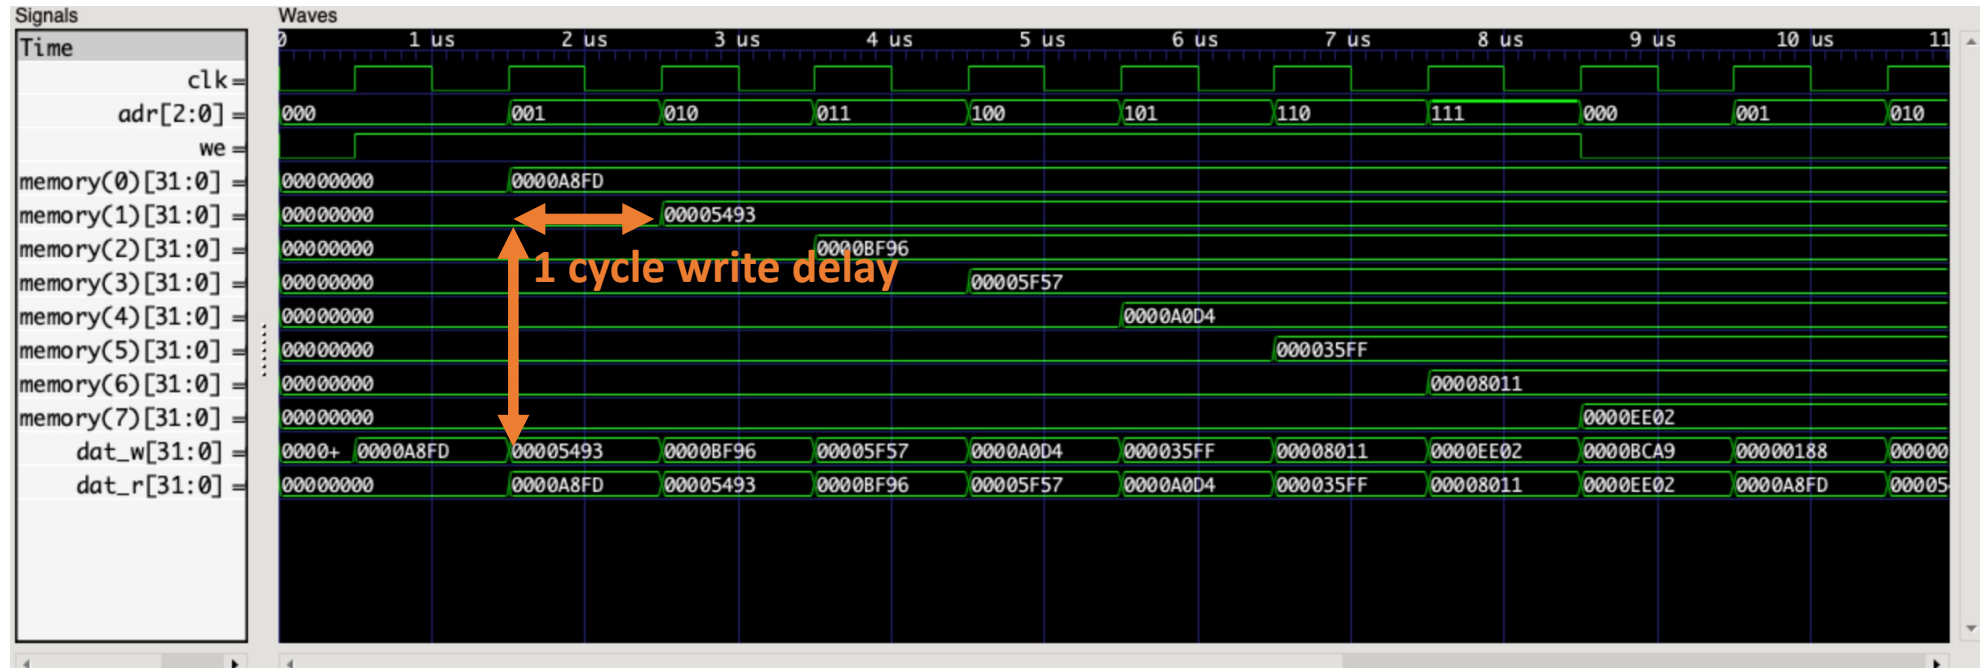 Signals Waves
Time 0 1 us 2 us 3 us 4 us 5 us 6 us 7 us 8 us 9 us 10 us 11
clk=
adr[2:0] = 000 001 010 011 100 101 110 111 000 001 010
we=
memory(0)[31:0] = 00000000 0000A8FD
memory(1)[31:0] = 00000000 00005493
memory(2)[31:0] = 00000000 0000BF96
1 cycle write delay
memory(3)[31:0] = 00000000 00005F57
memory(4)[31:0] = 00000000 0000A0D4
memory(5)[31:0] = 00000000 000035FF
memory(6)[31:0] = 00000000 00008011
memory(7)[31:0] = 00000000 0000EE02
dat_w[31:0] = 0000+ 0000A8FD 00005493 0000BF96 00005F57 0000A0D4 000035FF 00008011 0000EE02 0000BCA9 00000188 00000
dat_r[31:0] = 00000000 0000A8FD 00005493 0000BF96 00005F57 0000A0D4 000035FF 00008011 0000EE02 0000A8FD 00005